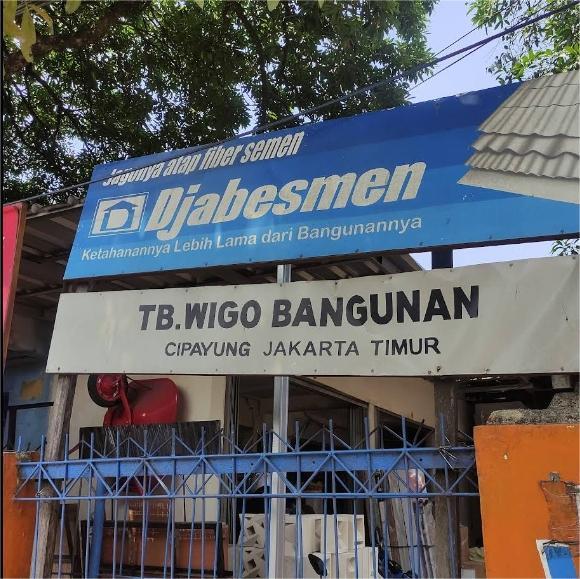 Jagonya atap fiber semen
Djabesmen
Ketahanannya Lebih Lama dari Bangunannya
TB.WIGO BANGUNAN
CIPAYUNG JAKARTA TIMUR